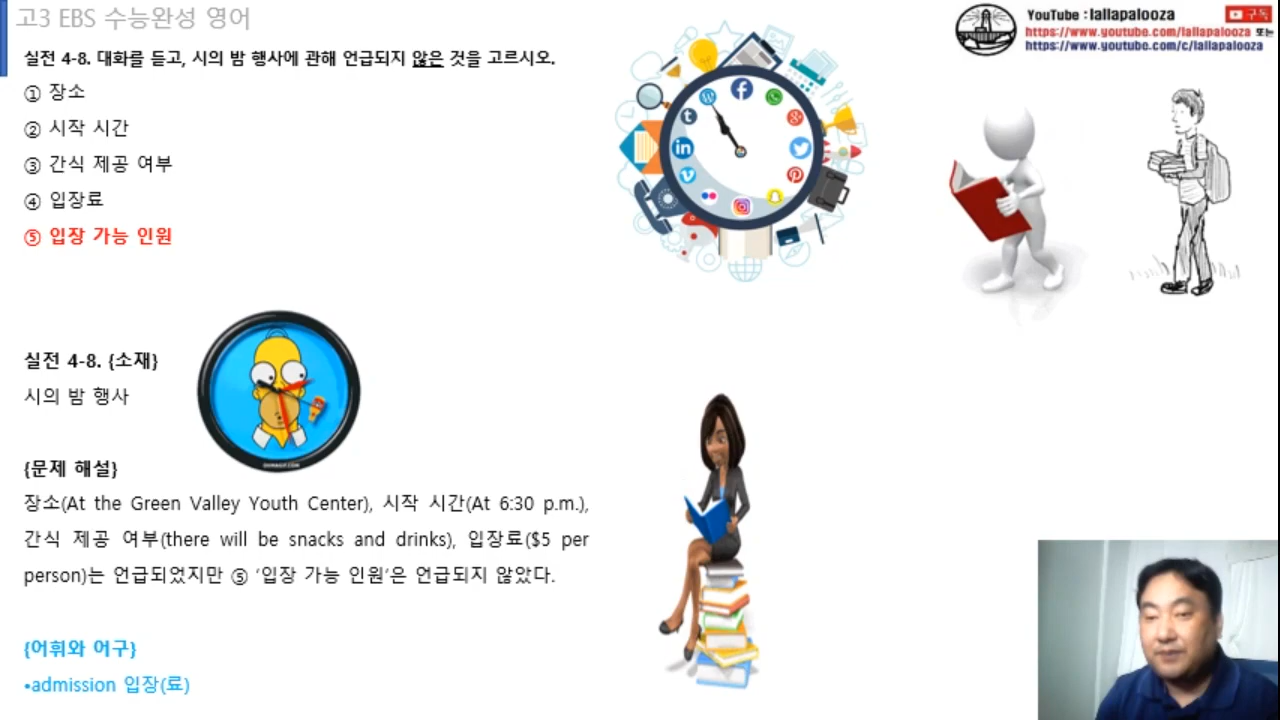 고3 EBS 수능완성 영어
YouTube : lallapalooza
구독
https://www.youtube.com/lallapalooza 또는
https://www.youtube.com/c/lallapalooza
실전 4-8. 대화를 듣고, 시의 밤 행사에 관해 언급되지 않은 것을 고르시오.
① 장소
② 시작 시간
③ 간식 제공 여부
④ 입장료
⑤ 입장 가능 인원
실전 4-8. {소재}
시의 밤 행사
{문제 해설}
장소(At the Green Valley Youth Center), 시작 시간(At 6:30 p.m.),
간식 제공 여부(there will be snacks and drinks), 입장료($5 per
person)는 언급되었지만 ⑤ ‘입장 가능 인원’은 언급되지 않았다.
{어휘와 어구}
•admission 입장(료)